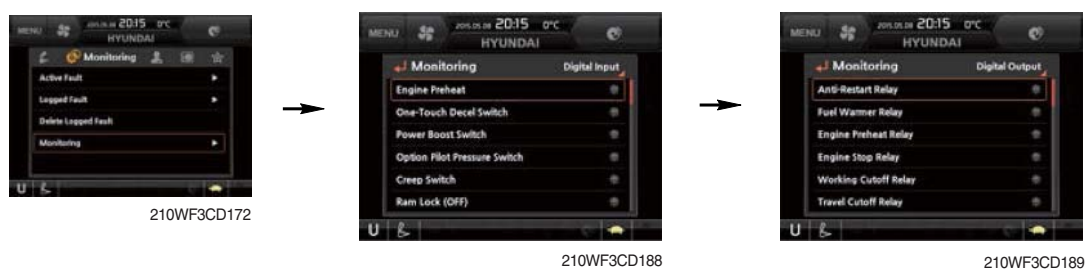 MENU
2015.05.08 20:15 0°C
HYUNDAI
Monitoring
Active Fault
Logged Fault
Delete Logged Fault
Monitoring
U
210WF3CD172
MENU
2015.05.08 20:15 0°C
HYUNDAI
Monitoring Digital Input
Engine Preheat
One-Touch Decel Switch
Power Boost Switch
Option Pilot Pressure Switch
Creep Switch
Ram Lock (OFF)
U
210WF3CD188
MENU
2015.05.08 20:15 0°C
HYUNDAI
Monitoring Digital Output
Anti-Restart Relay
Fuel Warmer Relay
Engine Preheat Relay
Engine Stop Relay
Working Cutoff Relay
Travel Cutoff Relay
U
210WF3CD189